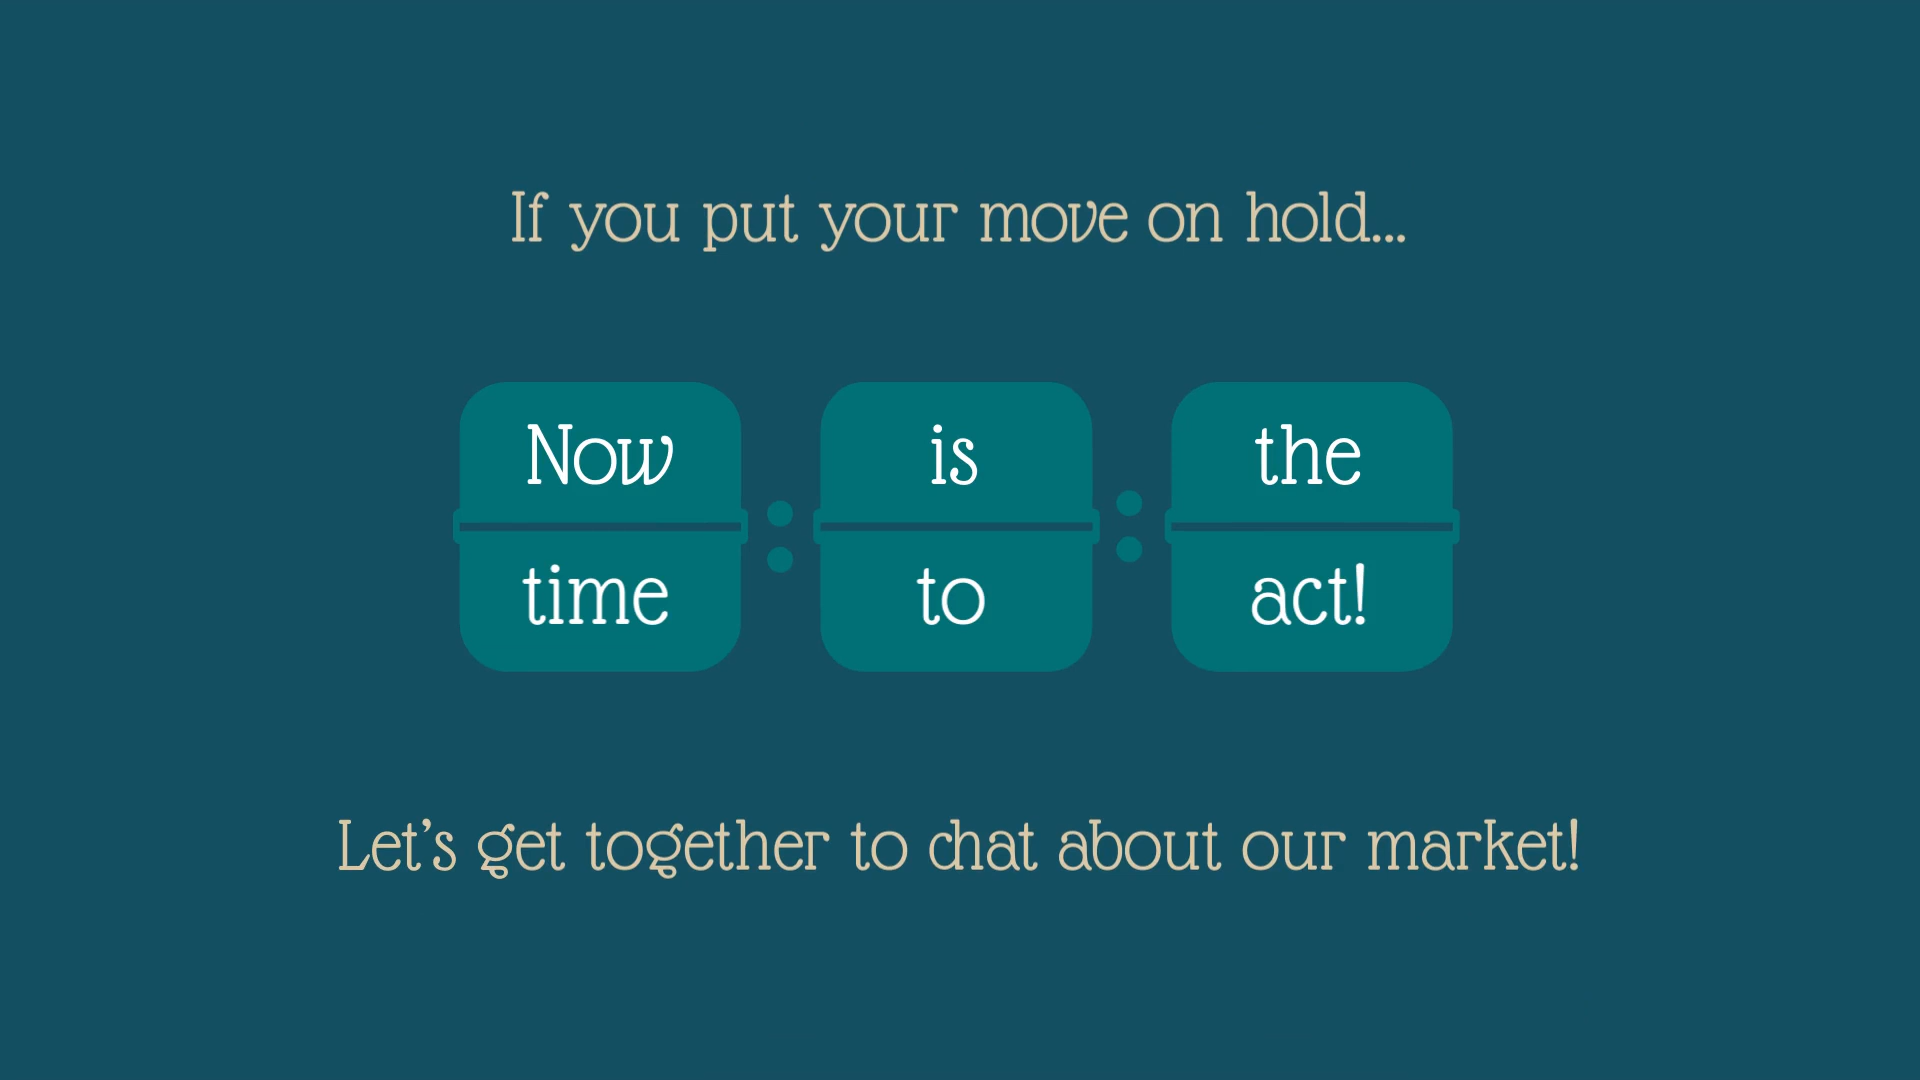 If you put your move on hold...
Now is the
time to act!
Let's get together to chat about our market!